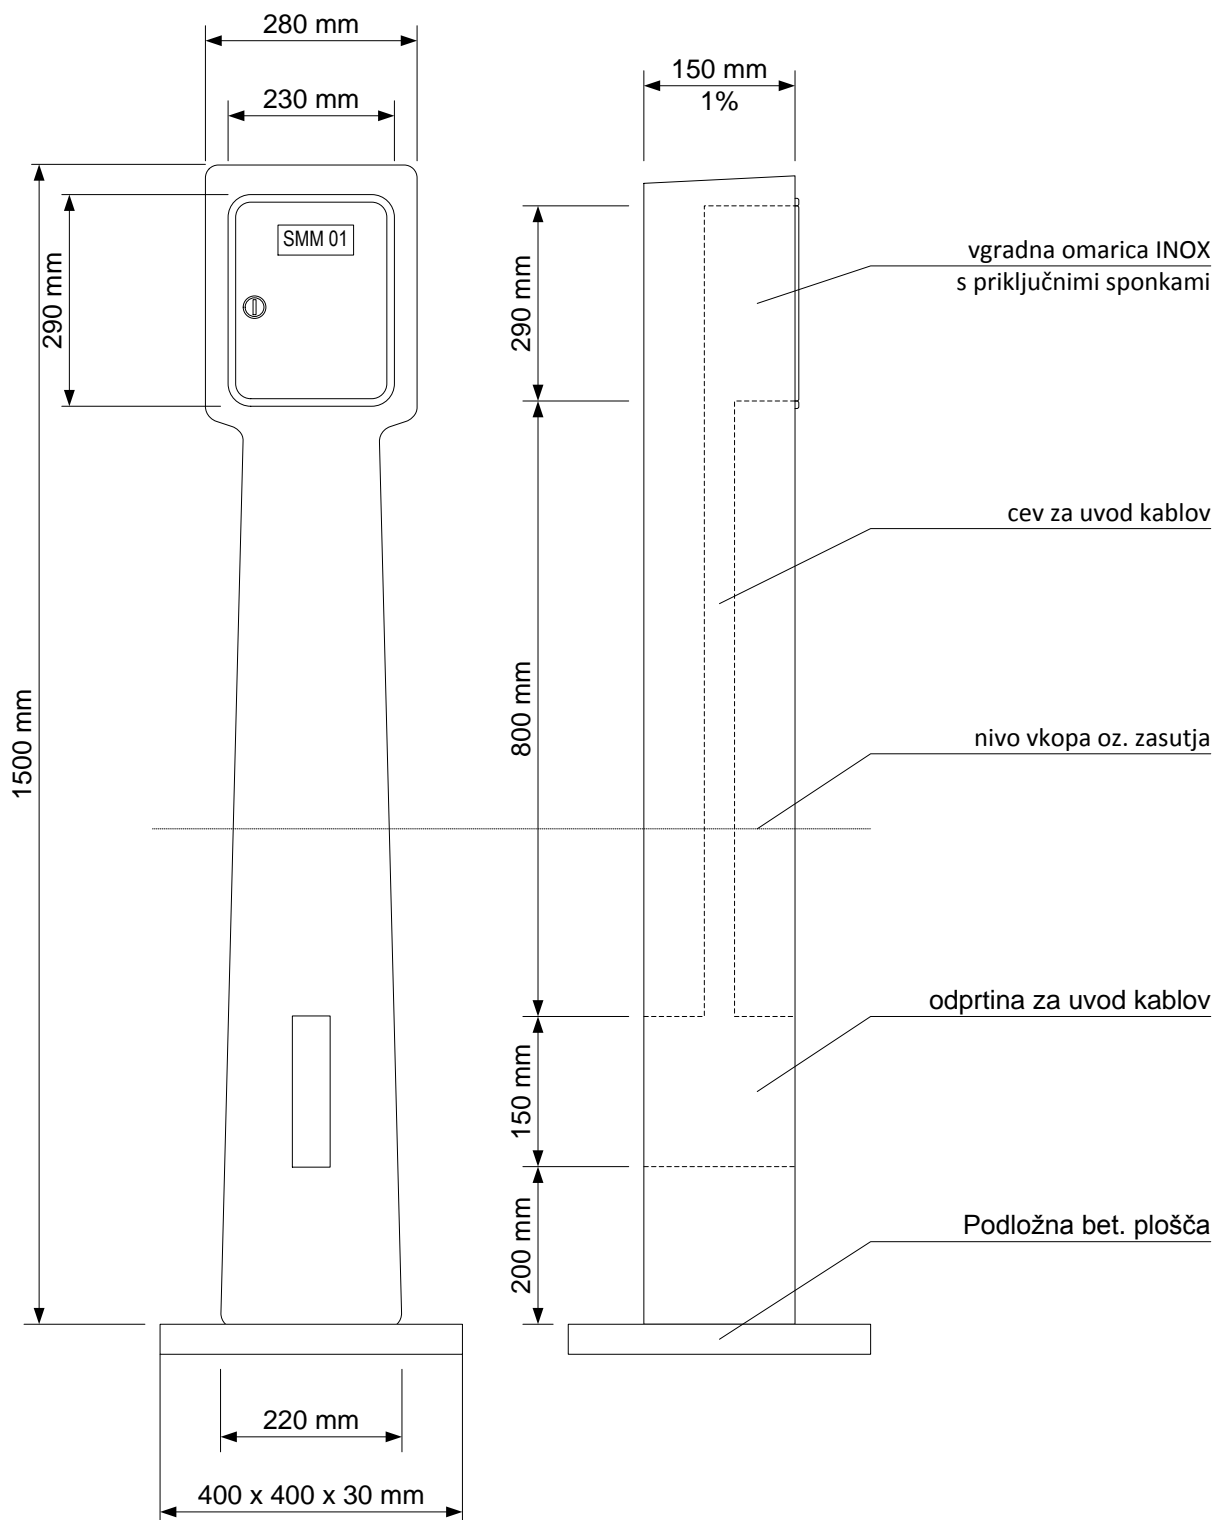 280 mm
230 mm
150 mm
1%
SMM 01
290 mm
290 mm
vgradna omarica INOX
s priključnimi sponkami
cev za uvod kablov
1500 mm
800 mm
nivo vkopa oz. zasutja
odprtina za uvod kablov
150 mm
200 mm
Podložna bet. plošča
220 mm
400 x 400 x 30 mm